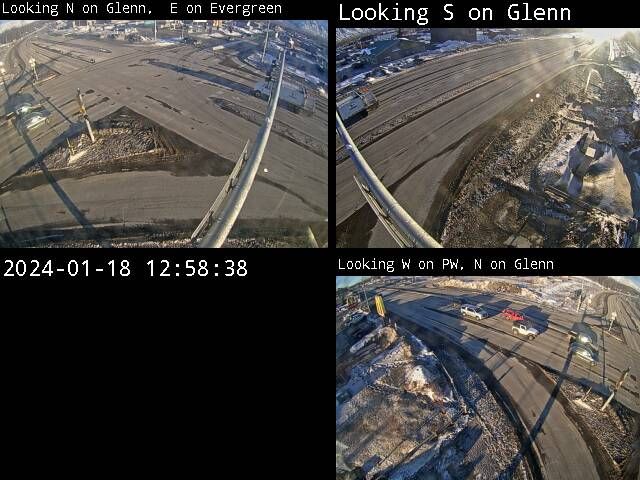 Looking N on Glenn,  E on Evergreen
Looking S on Glenn
2024-01-18 12:58:38
Looking W on PW, N on Glenn